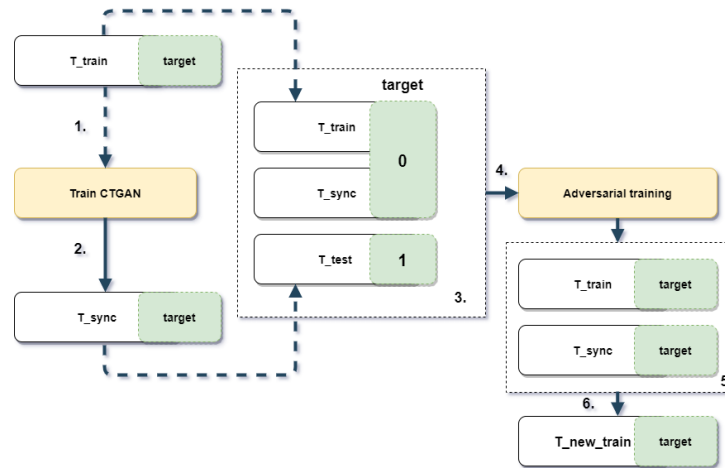 T_train target
1.
Train CTGAN
2.
T_sync target
target
T_train
0
T_sync
T_test 1
3.
4.
Adversarial training
T_train target
T_sync target
5
6.
T_new_train target